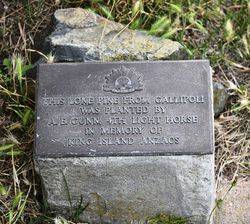 THIS LONE PINE FROM GALLIPOLI
WAS PLANTED BY
A.E. GUNN 4TH LIGHT HORSE
IN MEMORY OF
KING ISLAND ANZACS